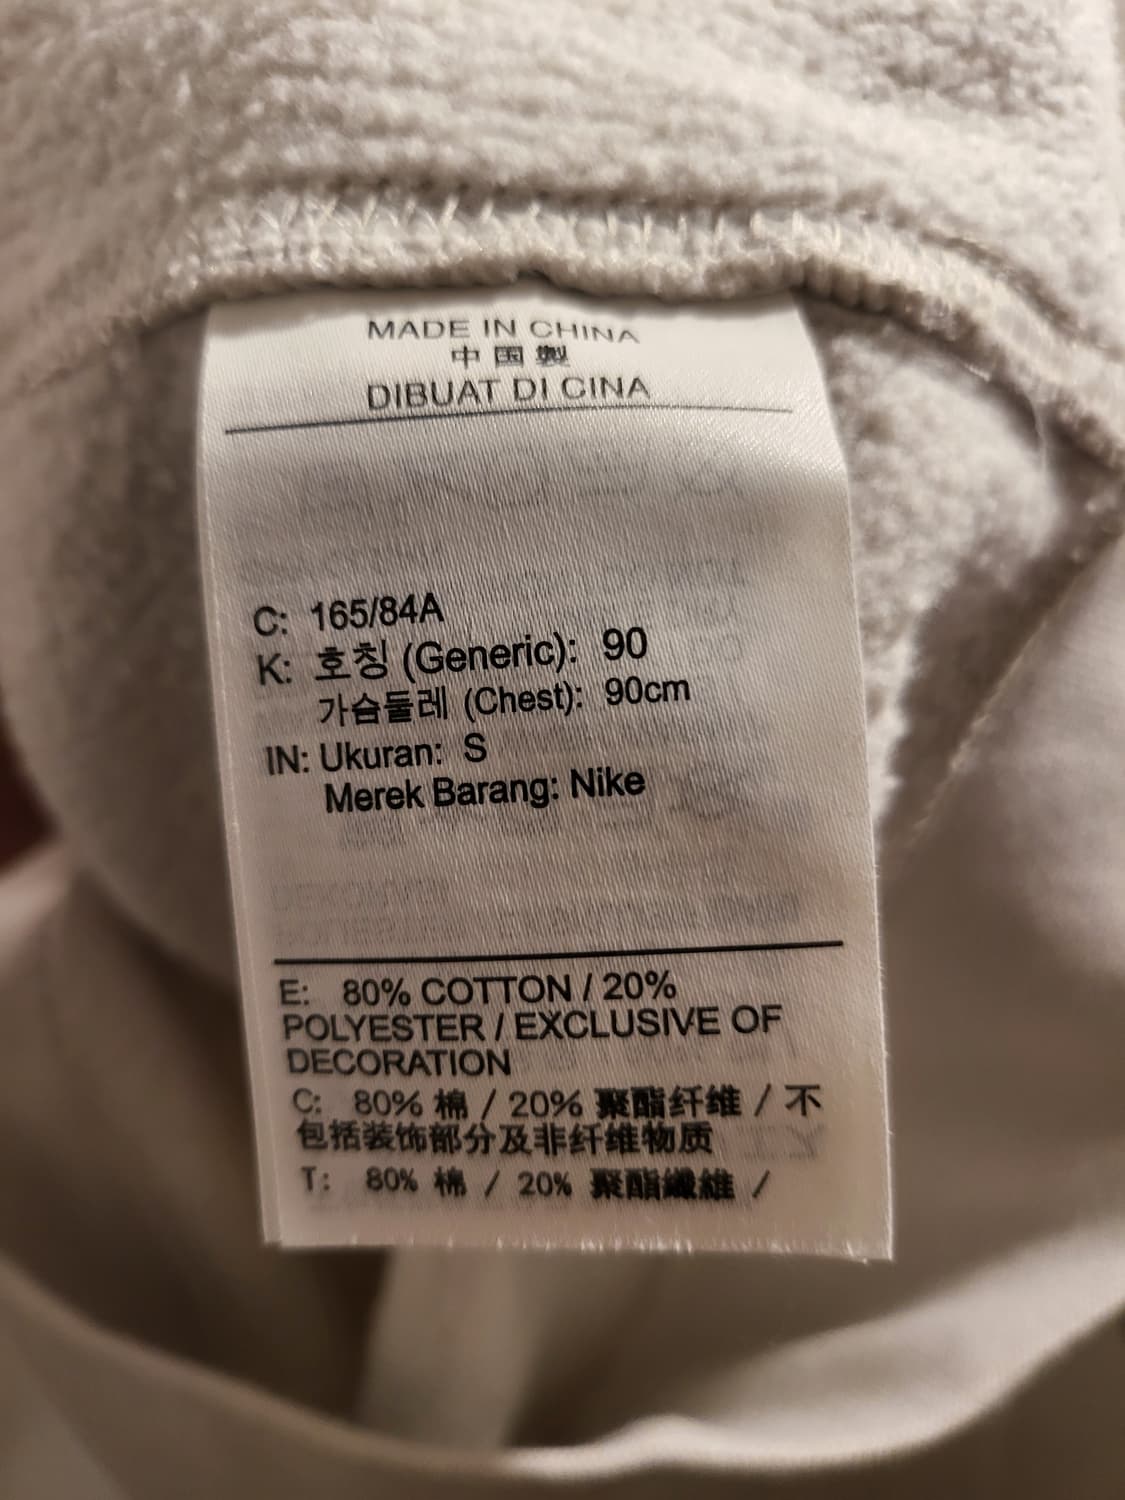 MADE IN CHINA
中国製
DIBUAT DI CINA
C: 165/84A
K: 호칭 (Generic): 90
가슴둘레 (Chest): 90cm
IN: Ukuran: S
Merek Barang: Nike
E: 80% COTTON / 20%
POLYESTER / EXCLUSIVE OF
DECORATION
C: 80% 棉 / 20% 聚酯纤维 / 不
包括装饰部分及非纤维物质
T: 80% 棉 / 20% 聚酯纖維 /